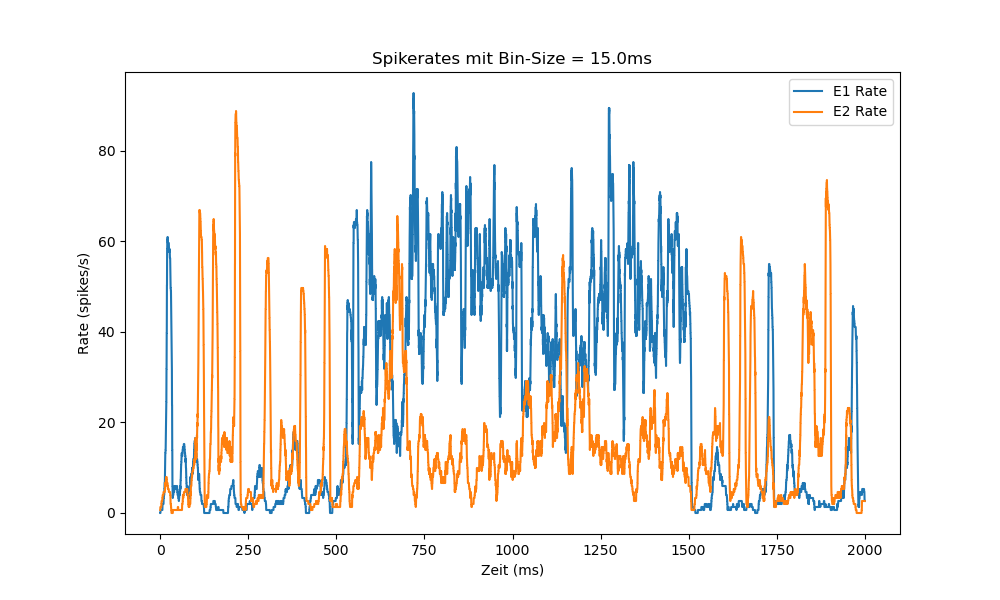 Spikerates mit Bin-Size = 15.0ms
E1 Rate
E2 Rate
80
60
40
20
0
Rate (spikes/s)
0 250 500 750 1000 1250 1500 1750 2000
Zeit (ms)